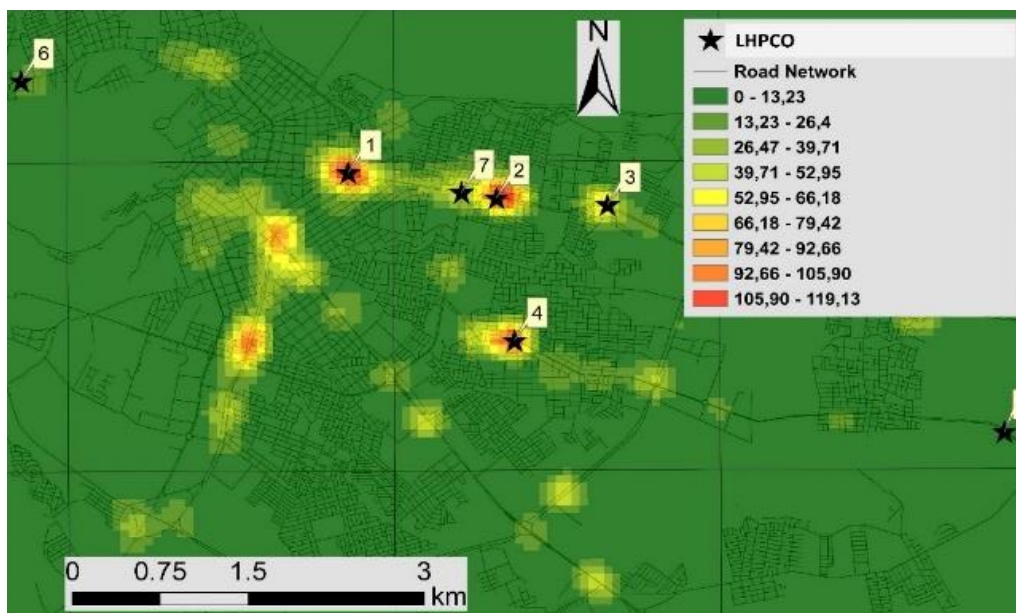 6
1
7
2
3
4
N
LHPCO
Road Network
0 - 13,23
13,23 - 26,4
26,47 - 39,71
39,71 - 52,95
52,95 - 66,18
66,18 - 79,42
79,42 - 92,66
92,66 - 105,90
105,90 - 119,13
0 0.75 1.5 3
km